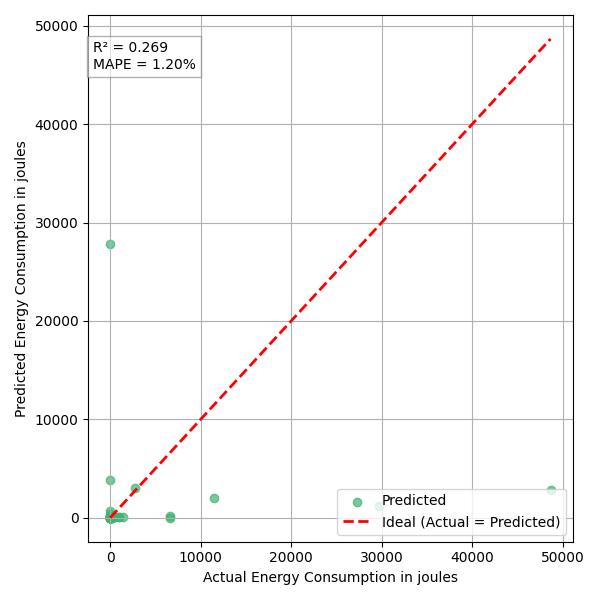 R² = 0.269
MAPE = 1.20%
50000
40000
30000
20000
10000
0
Predicted Energy Consumption in joules
Predicted
Ideal (Actual = Predicted)
0 10000 20000 30000 40000 50000
Actual Energy Consumption in joules